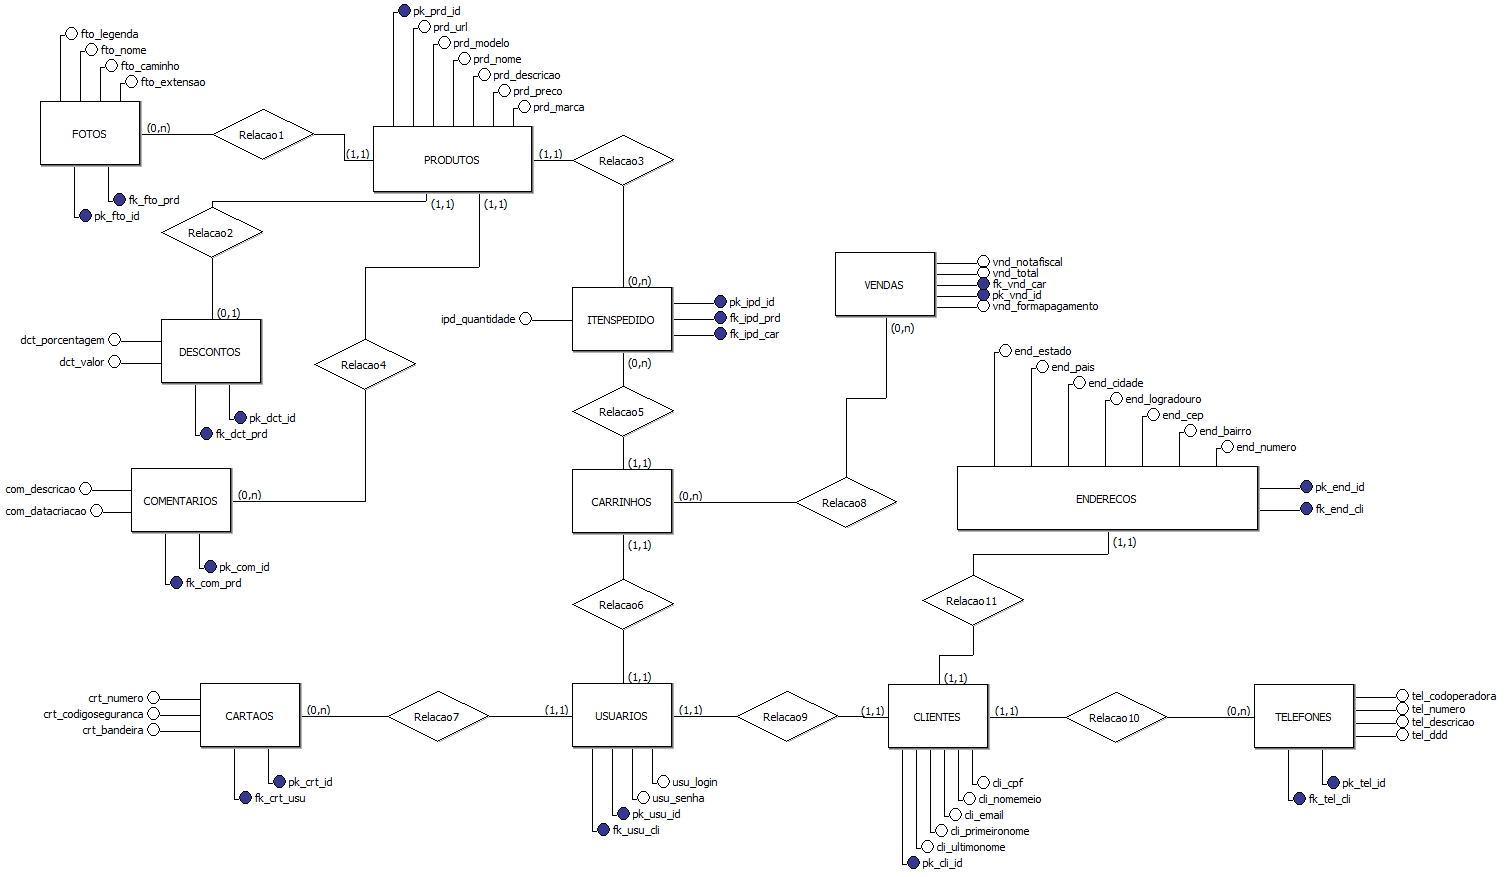 pk_prd_id
prd_url
prd_modelo
prd_nome
prd_descricao
prd_preco
prd_marca
fto_legenda
fto_nome
fto_caminho
fto_extensao
FOTOS
(0,n)
Relacao1
(1,1)
PRODUTOS
(1,1)
Relacao3
fk_fto_prd
pk_fto_id
(1,1)
(1,1)
Relacao2
(0,1)
dct_porcentagem
dct_valor
DESCONTOS
pk_dct_id
fk_dct_prd
Relacao4
(0,n)
ipd_quantidade
ITENSPEDIDO
pk_ipd_id
fk_ipd_prd
fk_ipd_car
(0,n)
Relacao5
(1,1)
VENDAS
vnd_notafiscal
vnd_total
fk_vnd_car
pk_vnd_id
vnd_formapagamento
(0,n)
end_estado
end_pais
end_cidade
end_logradouro
end_cep
end_bairro
end_numero
com_descricao
com_datacriacao
COMENTARIOS
(0,n)
pk_com_id
fk_com_prd
CARRINHOS
(0,n)
Relacao8
ENDERECOS
pk_end_id
fk_end_cli
(1,1)
(1,1)
Relacao6
Relacao11
(1,1)
(1,1)
crt_numero
crt_codigoseguranca
crt_bandeira
CARTAOS
(0,n)
Relacao7
(1,1)
USUARIOS
(1,1)
Relacao9
(1,1)
CLIENTES
(1,1)
Relacao10
(0,n)
TELEFONES
tel_codoperadora
tel_numero
tel_descricao
tel_ddd
pk_crt_id
fk_crt_usu
usu_login
usu_senha
pk_usu_id
fk_usu_cli
cli_cpf
cli_nomemeio
cli_email
cli_primeironome
cli_ultimonome
pk_cli_id
pk_tel_id
fk_tel_cli